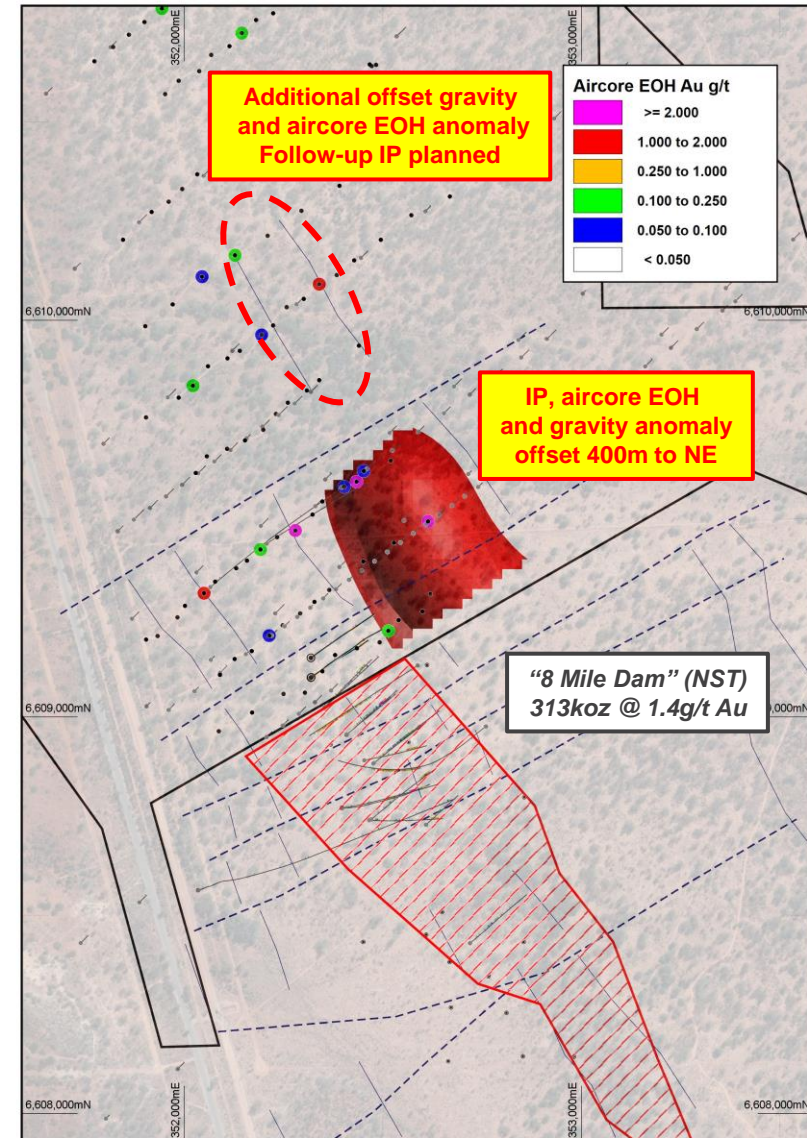 352,000mE
353,000mE
Aircore EOH Au g/t
>= 2.000
1.000 to 2.000
0.250 to 1.000
0.100 to 0.250
0.050 to 0.100
< 0.050
Additional offset gravity
and aircore EOH anomaly
Follow-up IP planned
6,610,000mN
6,610,000mN
IP, aircore EOH
and gravity anomaly
offset 400m to NE
"8 Mile Dam" (NST)
313koz @ 1.4g/t Au
6,609,000mN
0,000mN
6,608,000mN
6,608,000mN
352,000mE
353,000mE